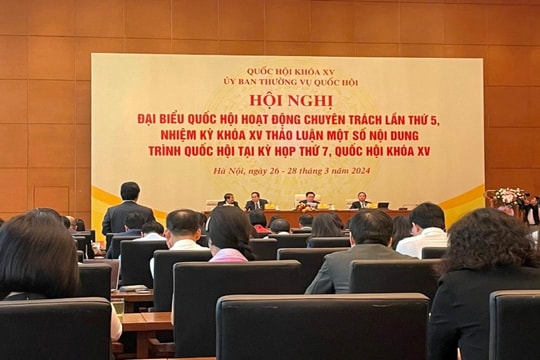 QUỐC HỘI KHÓA XV
ỦY BAN THƯỜNG VỤ QUỐC HỘI
HỘI NGHỊ
ĐẠI BIỂU QUỐC HỘI HOẠT ĐỘNG CHUYÊN TRÁCH LẦN THỨ 5,
NHIỆM KỲ KHÓA XV THẢO LUẬN MỘT SỐ NỘI DUNG
TRÌNH QUỐC HỘI TẠI KỲ HỌP THỨ 7, QUỐC HỘI KHÓA XV
Hà Nội, ngày 26 - 28 tháng 3 năm 2024